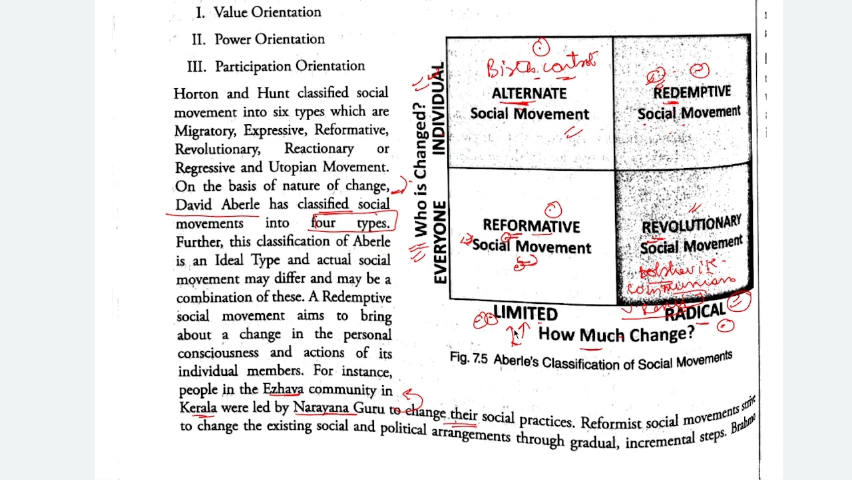 I. Value Orientation
II. Power Orientation
III. Participation Orientation
Horton and Hunt classified social
movement into six types which are
Migratory, Expressive, Reformative,
Revolutionary, Reactionary or
Regressive and Utopian Movement.
On the basis of nature of change,
David Aberle has classified social
movements into four types.
Further, this classification of Aberle
is an Ideal Type and actual social
movement may differ and may be a
combination of these. A Redemptive
social movement aims to bring
about a change in the personal
consciousness and actions of its
individual members. For instance,
people in the Ezhava community in
Kerala were led by Narayana Guru to change their social practices. Reformist social movements strive
to change the existing social and political arrangements through gradual, incremental steps. Brahmo
Who is Changed?
INDIVIDUAL
EVERYONE
Birth control
ALTERNATE
Social Movement
REDEMPTIVE
Social Movement
REFORMATIVE
Social Movement
REVOLUTIONARY
Social Movement
bolshevik
LIMITED
RADICAL
How Much Change?
Fig. 7.5 Aberle's Classification of Social Movements